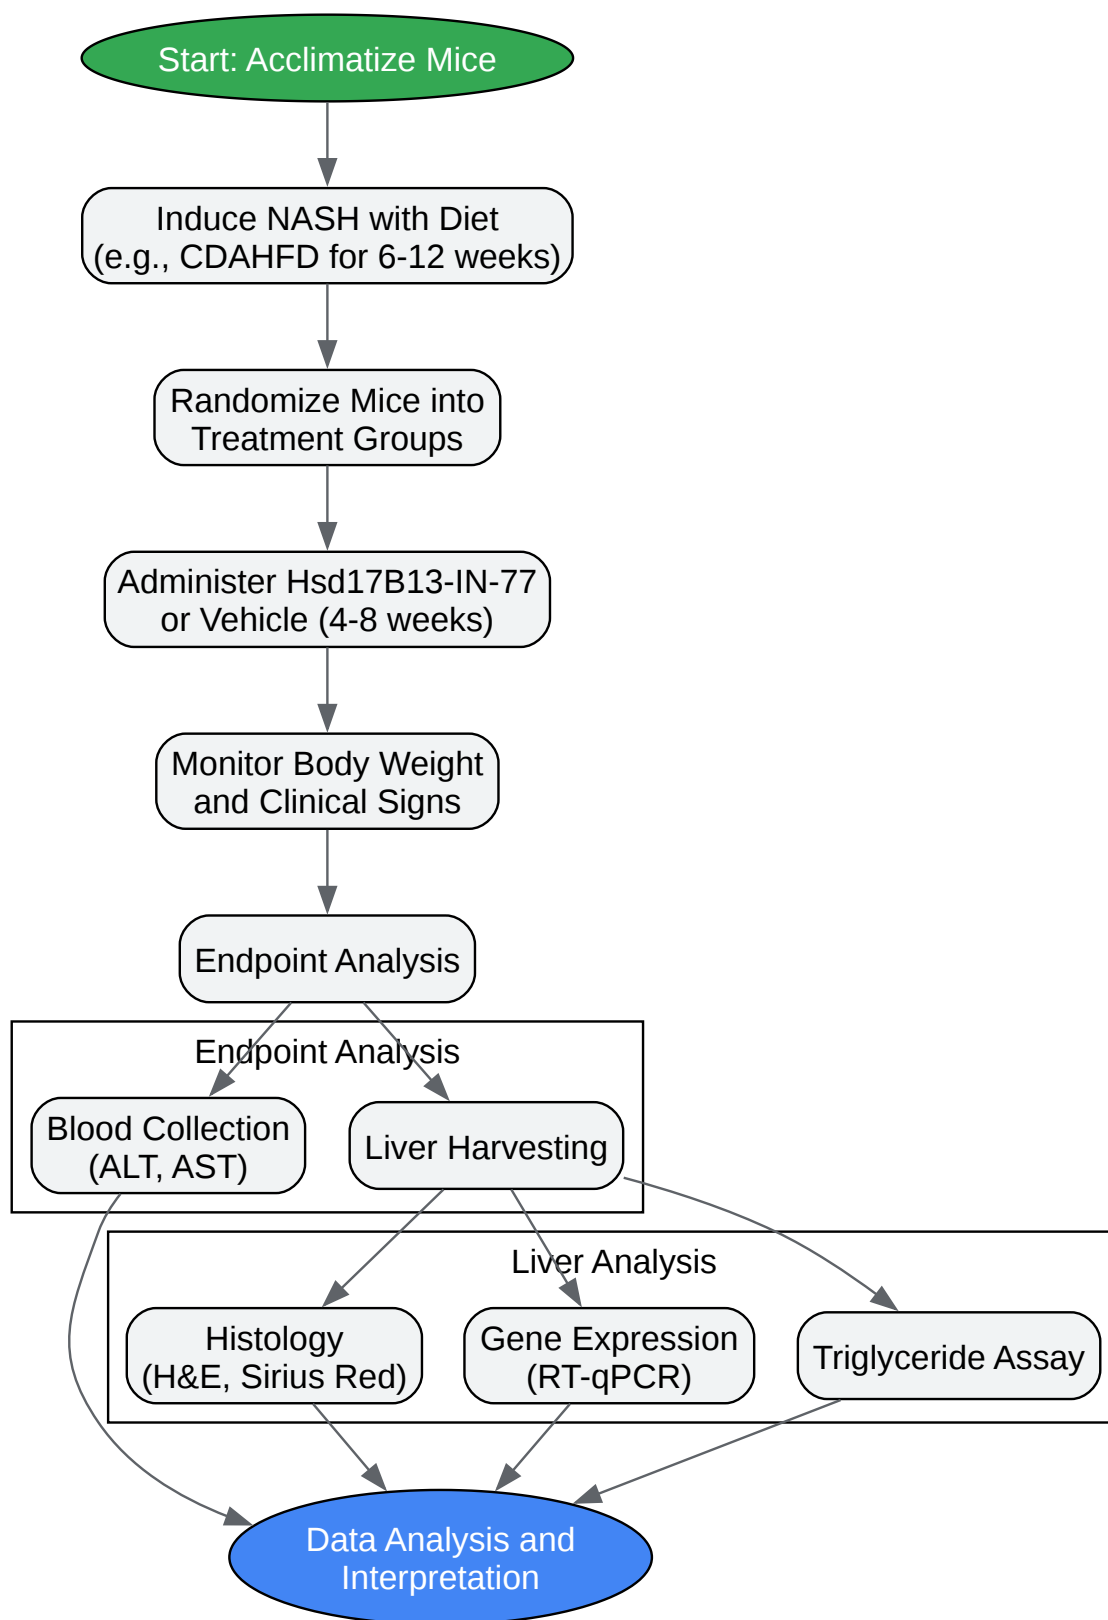 Start: Acclimatize Mice
Induce NASH with Diet
(e.g., CDAHFD for 6-12 weeks)
Randomize Mice into
Treatment Groups
Administer Hsd17B13-IN-77
or Vehicle (4-8 weeks)
Monitor Body Weight
and Clinical Signs
Endpoint Analysis
Endpoint Analysis
Blood Collection
(ALT, AST)
Liver Harvesting
Liver Analysis
Histology
(H&E, Sirius Red)
Gene Expression
(RT-qPCR)
Triglyceride Assay
Data Analysis and
Interpretation